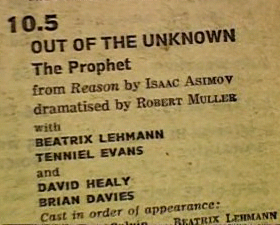 10.5
OUT OF THE UNKNOWN
The Prophet
from Reason by ISAAC ASIMOV
dramatised by ROBERT MULLER
with
BEATRIX LEHMANN
TENNIEL EVANS
and
DAVID HEALY
BRIAN DAVIES
Cast in order of appearance:
Calvin BEATRIX LEHMANN